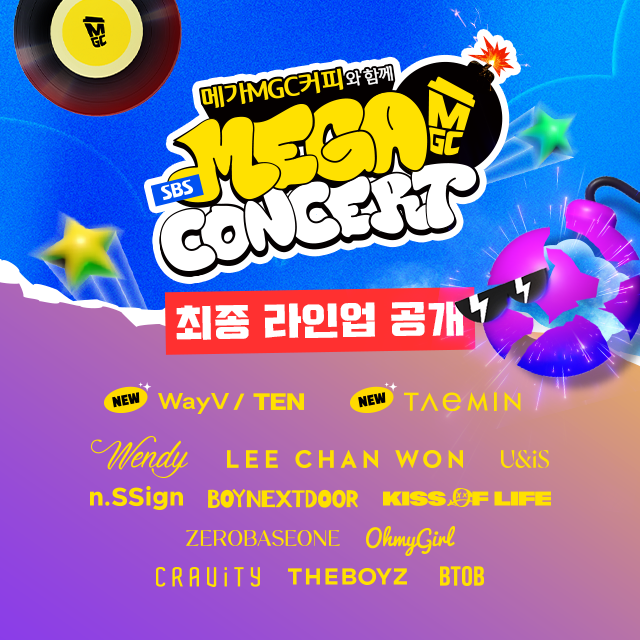 M
GC
메가MGC커피와 함께
MEGA
M
GC
SBS
CONCERT
최종 라인업 공개
NEW WayV / TEN NEW TAEMIN
Wendy LEE CHAN WON U&iS
n.SSign BOYNEXTDOOR KISS OF LIFE
ZEROBASEONE OhmyGirl
CRAViTY THEBOYZ BTOB